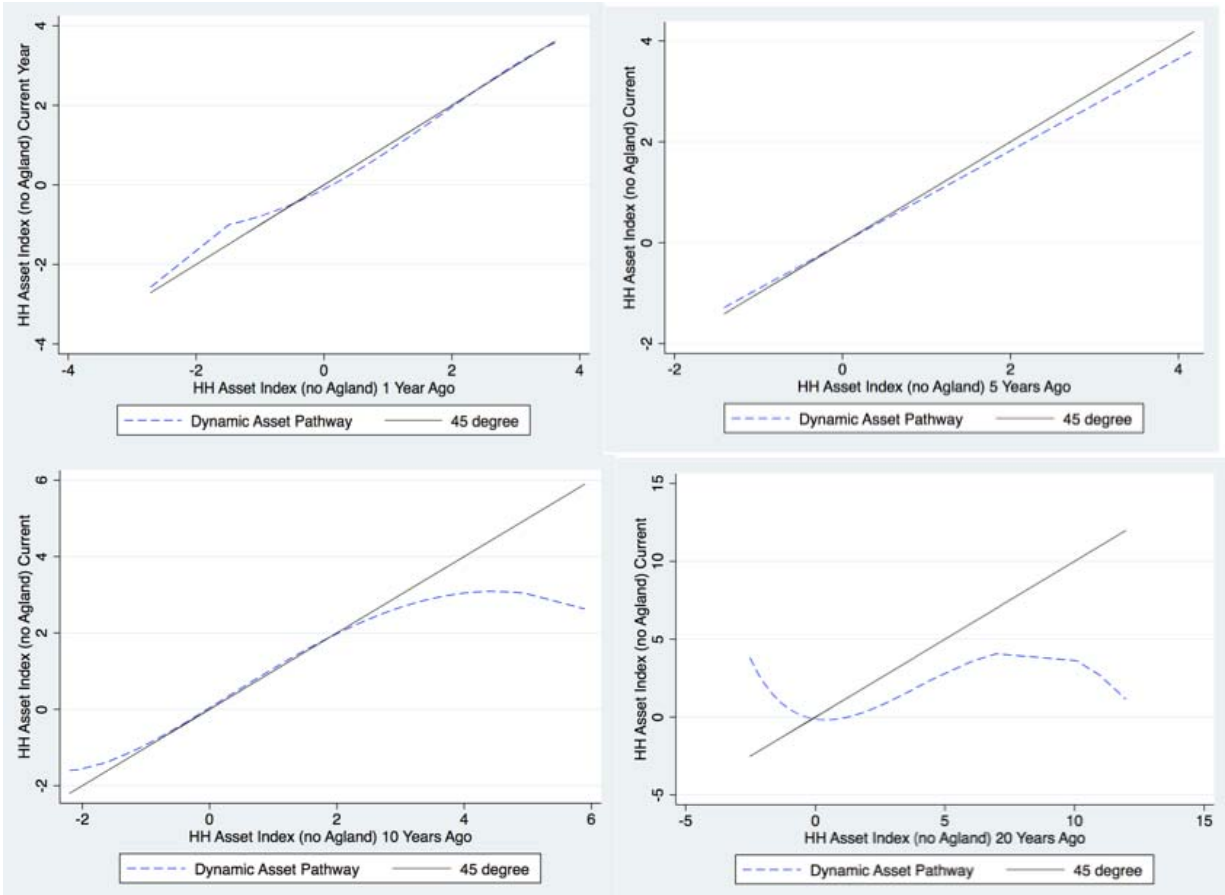 HH Asset Index (no Agland) Current Year
4
2
0
-2
-4
-4
-2
0
2
4
HH Asset Index (no Agland) 1 Year Ago
Dynamic Asset Pathway
45 degree
HH Asset Index (no Agland) Current
4
2
0
-2
-2
0
2
4
HH Asset Index (no Agland) 5 Years Ago
Dynamic Asset Pathway
45 degree
HH Asset Index (no Agland) Current
6
4
2
0
-2
-2
0
2
4
6
HH Asset Index (no Agland) 10 Years Ago
Dynamic Asset Pathway
45 degree
HH Asset Index (no Agland) Current
15
10
5
0
-5
-5
0
5
10
15
HH Asset Index (no Agland) 20 Years Ago
Dynamic Asset Pathway
45 degree